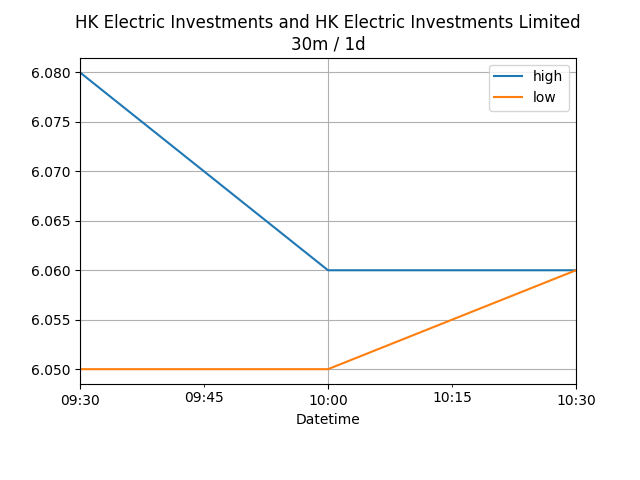 HK Electric Investments and HK Electric Investments Limited
30m / 1d
high
low
6.080
6.075
6.070
6.065
6.060
6.055
6.050
09:30 09:45 10:00 10:15 10:30
Datetime